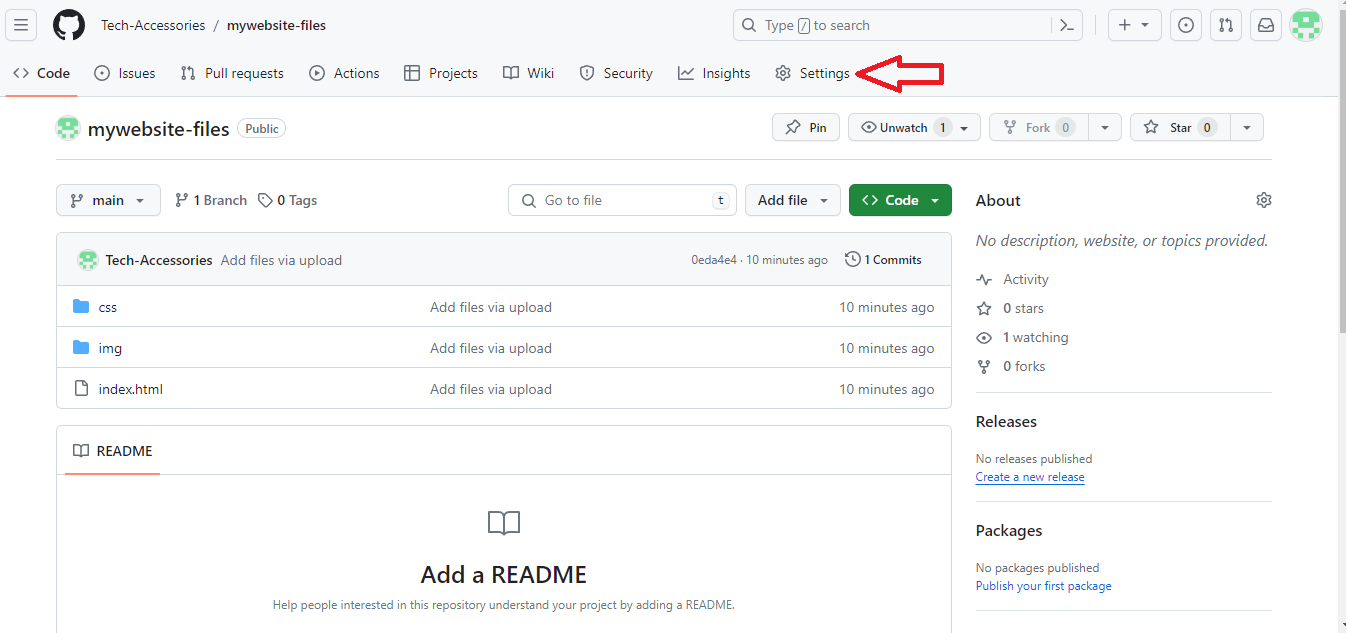 Tech-Accessories / mywebsite-files
Type / to search
Code Issues Pull requests Actions Projects Wiki Security Insights Settings
mywebsite-files Public
Pin Unwatch 1 Fork 0 Star 0
main 1 Branch 0 Tags
Go to file t Add file Code
Tech-Accessories Add files via upload 0eda4e4 · 10 minutes ago 1 Commits
css Add files via upload 10 minutes ago
img Add files via upload 10 minutes ago
index.html Add files via upload 10 minutes ago
README
Add a README
Help people interested in this repository understand your project by adding a README.
About
No description, website, or topics provided.
Activity
0 stars
1 watching
0 forks
Releases
No releases published
Create a new release
Packages
No packages published
Publish your first package